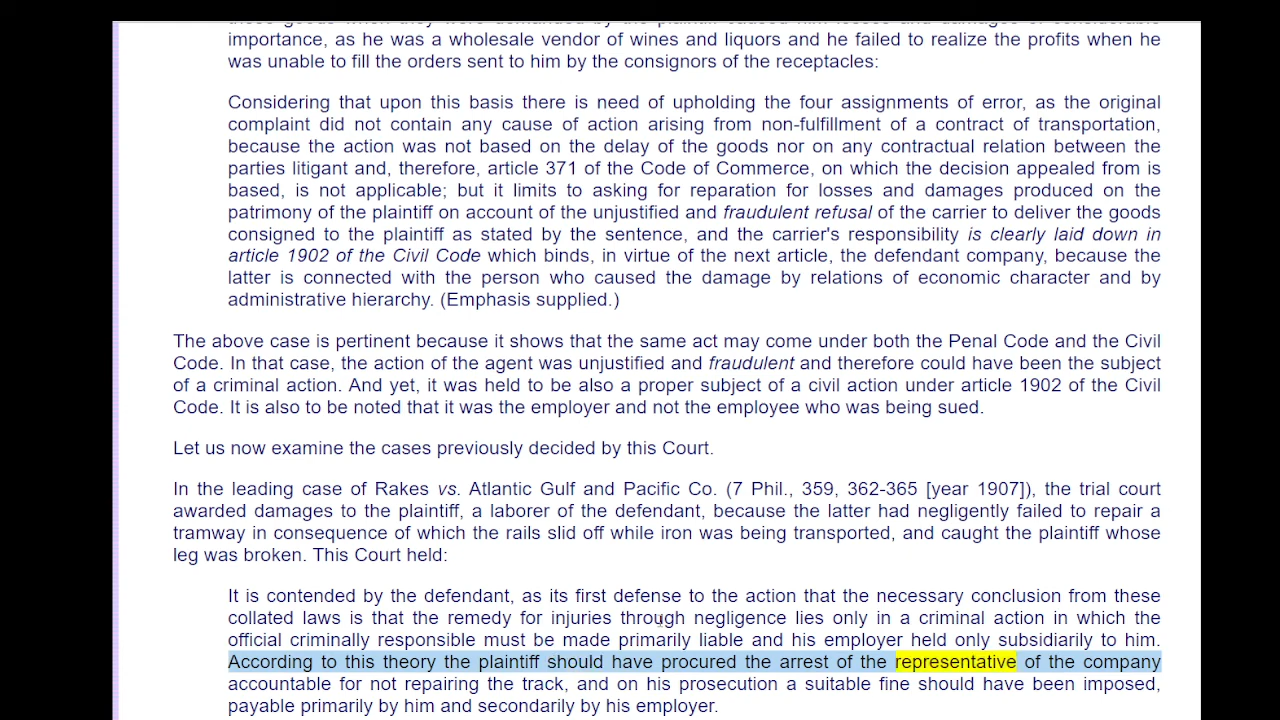 importance, as he was a wholesale vendor of wines and liquors and he failed to realize the profits when he
was unable to fill the orders sent to him by the consignors of the receptacles:
Considering that upon this basis there is need of upholding the four assignments of error, as the original
complaint did not contain any cause of action arising from non-fulfillment of a contract of transportation,
because the action was not based on the delay of the goods nor on any contractual relation between the
parties litigant and, therefore, article 371 of the Code of Commerce, on which the decision appealed from is
based, is not applicable; but it limits to asking for reparation for losses and damages produced on the
patrimony of the plaintiff on account of the unjustified and fraudulent refusal of the carrier to deliver the goods
consigned to the plaintiff as stated by the sentence, and the carrier's responsibility is clearly laid down in
article 1902 of the Civil Code which binds, in virtue of the next article, the defendant company, because the
latter is connected with the person who caused the damage by relations of economic character and by
administrative hierarchy. (Emphasis supplied.)
The above case is pertinent because it shows that the same act may come under both the Penal Code and the Civil
Code. In that case, the action of the agent was unjustified and fraudulent and therefore could have been the subject
of a criminal action. And yet, it was held to be also a proper subject of a civil action under article 1902 of the Civil
Code. It is also to be noted that it was the employer and not the employee who was being sued.
Let us now examine the cases previously decided by this Court.
In the leading case of Rakes vs. Atlantic Gulf and Pacific Co. (7 Phil., 359, 362-365 [year 1907]), the trial court
awarded damages to the plaintiff, a laborer of the defendant, because the latter had negligently failed to repair a
tramway in consequence of which the rails slid off while iron was being transported, and caught the plaintiff whose
leg was broken. This Court held:
It is contended by the defendant, as its first defense to the action that the necessary conclusion from these
collated laws is that the remedy for injuries through negligence lies only in a criminal action in which the
official criminally responsible must be made primarily liable and his employer held only subsidiarily to him.
According to this theory the plaintiff should have procured the arrest of the representative of the company
accountable for not repairing the track, and on his prosecution a suitable fine should have been imposed,
payable primarily by him and secondarily by his employer.